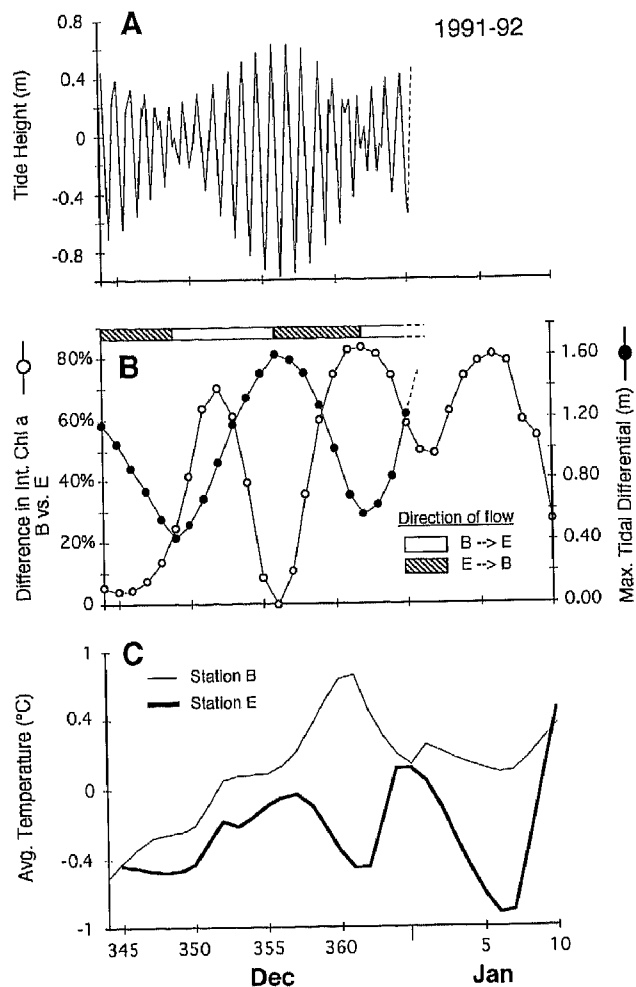 A
1991-92
0.8
0.4
0
-0.4
-0.8
Tide Height (m)
B
80%
60%
40%
20%
0
Difference in Int. Chl a
B vs. E
1.60
1.20
0.80
0.40
0.00
Max. Tidal Differential (m)
Direction of flow
B --> E
E --> B
C
Station B
Station E
1
0.4
0
-0.4
-1
Avg. Temperature (ºC)
345 350 355 360 5 10
Dec Jan